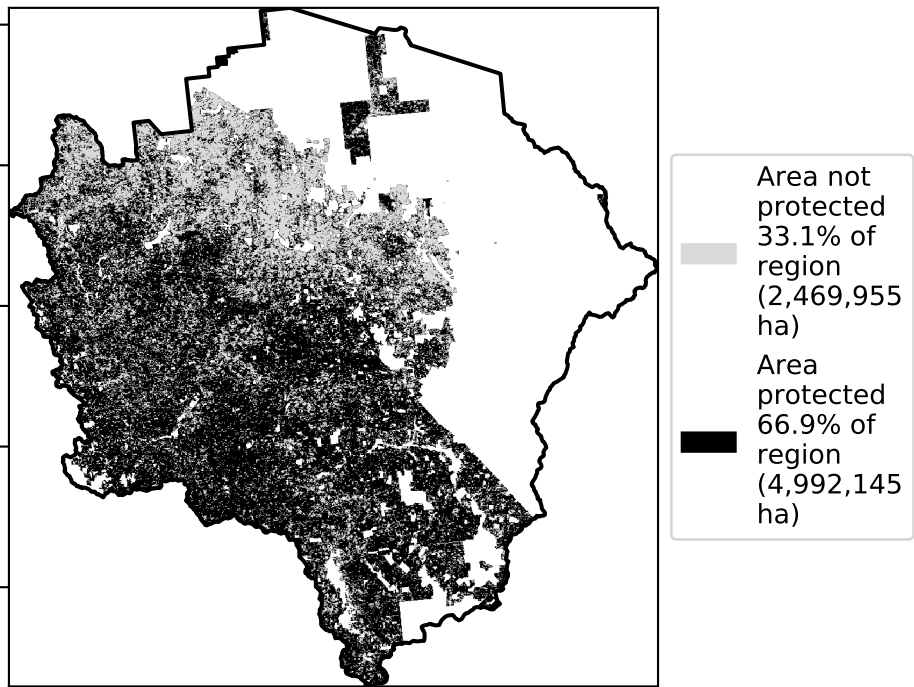 Area not
protected
33.1% of
region
(2,469,955
ha)
Area
protected
66.9% of
region
(4,992,145
ha)